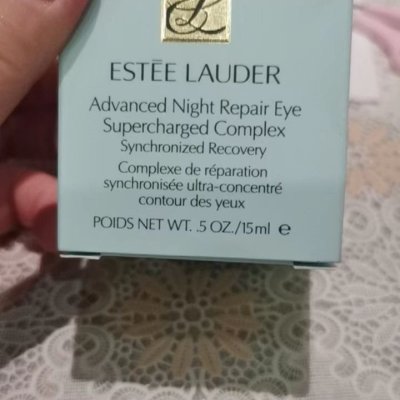 ESTĒE LAUDER
Advanced Night Repair Eye
Supercharged Complex
Synchronized Recovery
Complexe de réparation
synchronisée ultra-concentré
contour des yeux
POIDS NET WT. .5 OZ./15ml ℮